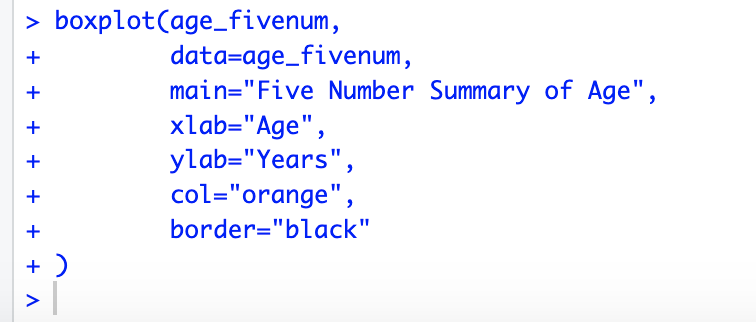 > boxplot(age_fivenum,
+         data=age_fivenum,
+         main="Five Number Summary of Age",
+         xlab="Age",
+         ylab="Years",
+         col="orange",
+         border="black"
+ )
>